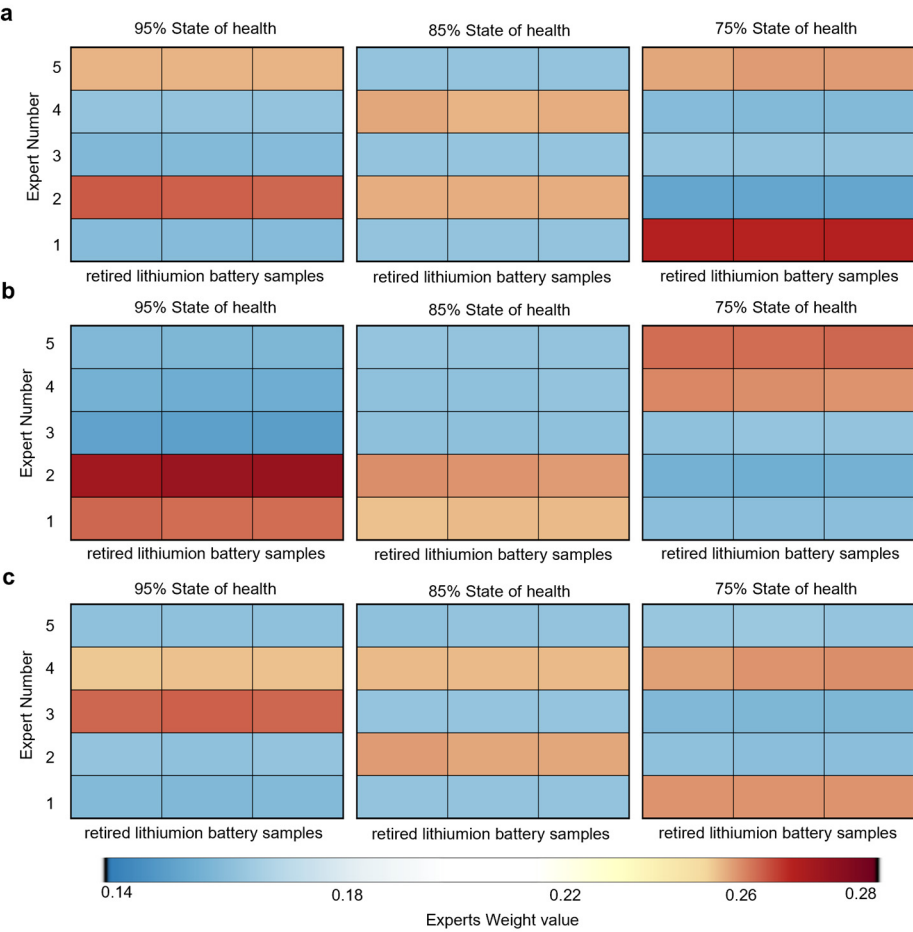 a
95% State of health
85% State of health
75% State of health
Expert Number
5
4
3
2
1
retired lithiumion battery samples
retired lithiumion battery samples
retired lithiumion battery samples
b
95% State of health
85% State of health
75% State of health
Expert Number
5
4
3
2
1
retired lithiumion battery samples
retired lithiumion battery samples
retired lithiumion battery samples
c
95% State of health
85% State of health
75% State of health
Expert Number
5
4
3
2
1
retired lithiumion battery samples
retired lithiumion battery samples
retired lithiumion battery samples
0.14
0.18
0.22
0.26
0.28
Experts Weight value